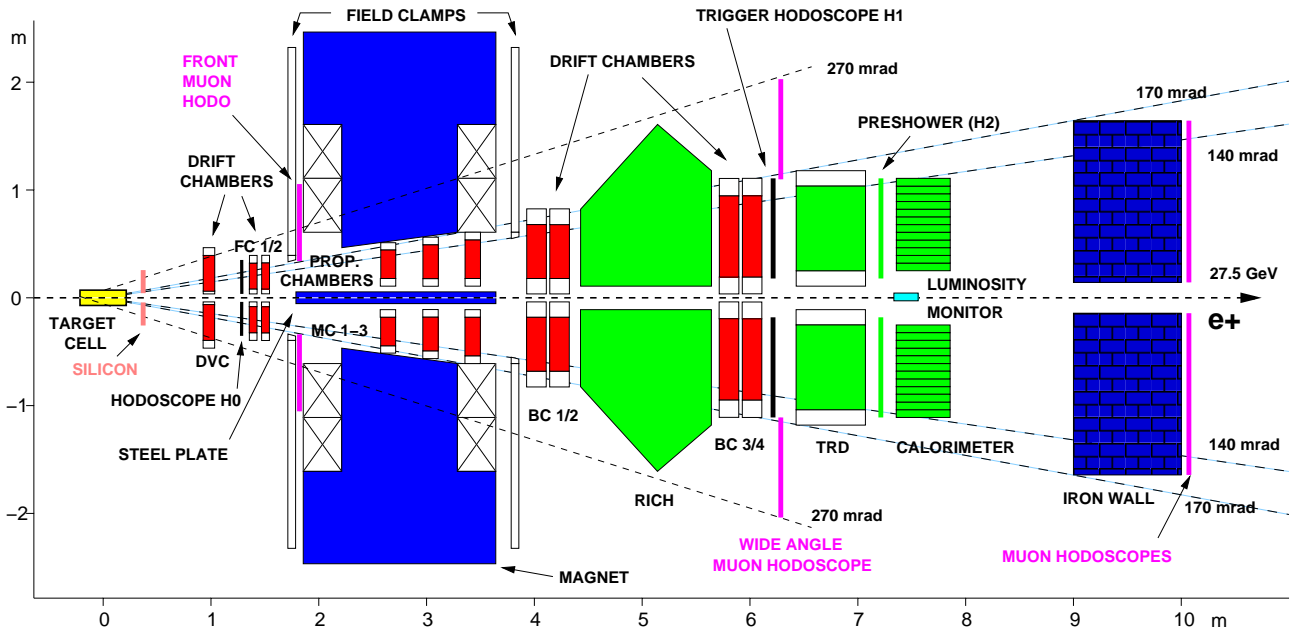 FIELD CLAMPS
TRIGGER HODOSCOPE H1
m
FRONT
MUON
HODO
DRIFT CHAMBERS
270 mrad
2
170 mrad
PRESHOWER (H2)
140 mrad
DRIFT
CHAMBERS
1
FC 1/2
PROP.
CHAMBERS
27.5 GeV
0
LUMINOSITY
MONITOR
e+
TARGET
CELL
MC 1–3
SILICON
DVC
HODOSCOPE H0
–1
BC 1/2
BC 3/4
TRD
CALORIMETER
140 mrad
STEEL PLATE
RICH
IRON WALL
170 mrad
–2
270 mrad
WIDE ANGLE
MUON HODOSCOPE
MUON HODOSCOPES
MAGNET
0 1 2 3 4 5 6 7 8 9 10 m